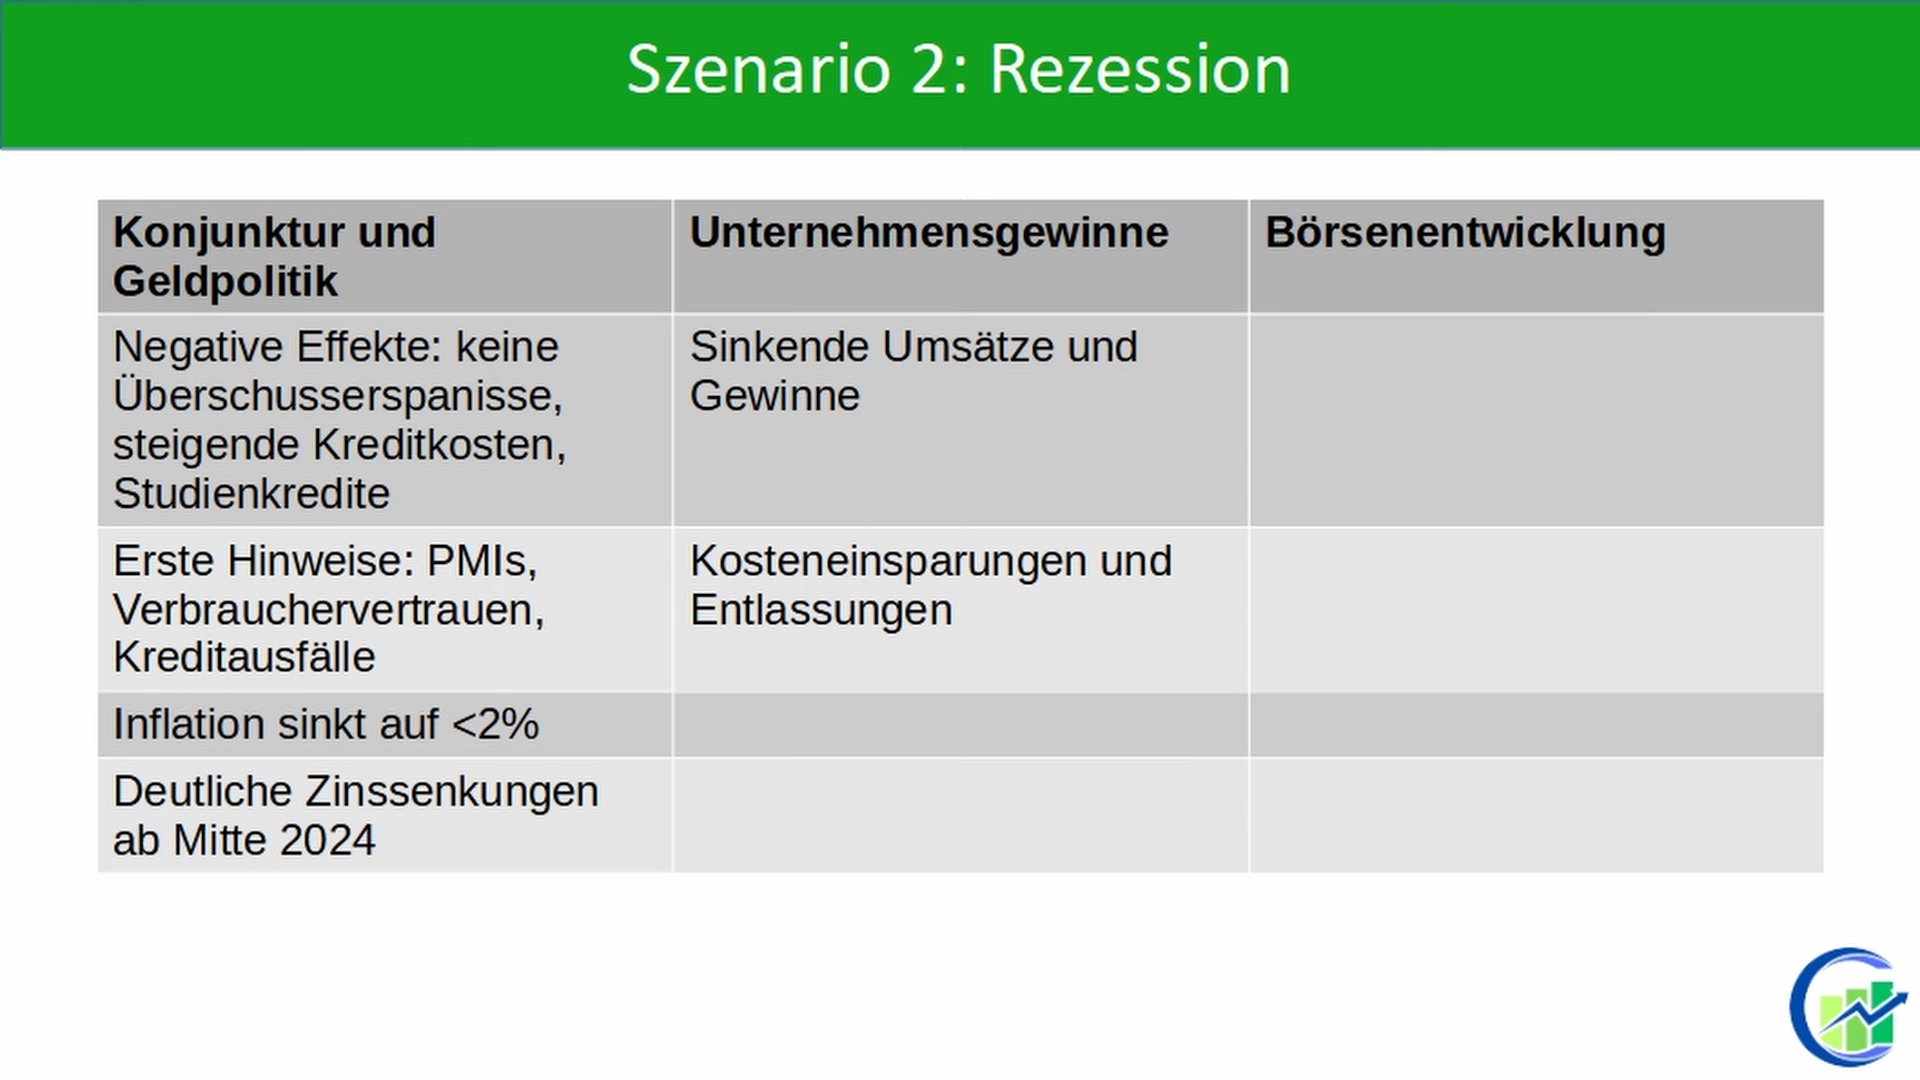 Szenario 2: Rezession
Konjunktur und
Geldpolitik
Unternehmensgewinne
Börsenentwicklung
Negative Effekte: keine
Überschusserspanisse,
steigende Kreditkosten,
Studienkredite
Sinkende Umsätze und
Gewinne
Erste Hinweise: PMIs,
Verbrauchervertrauen,
Kreditausfälle
Kosteneinsparungen und
Entlassungen
Inflation sinkt auf <2%
Deutliche Zinssenkungen
ab Mitte 2024